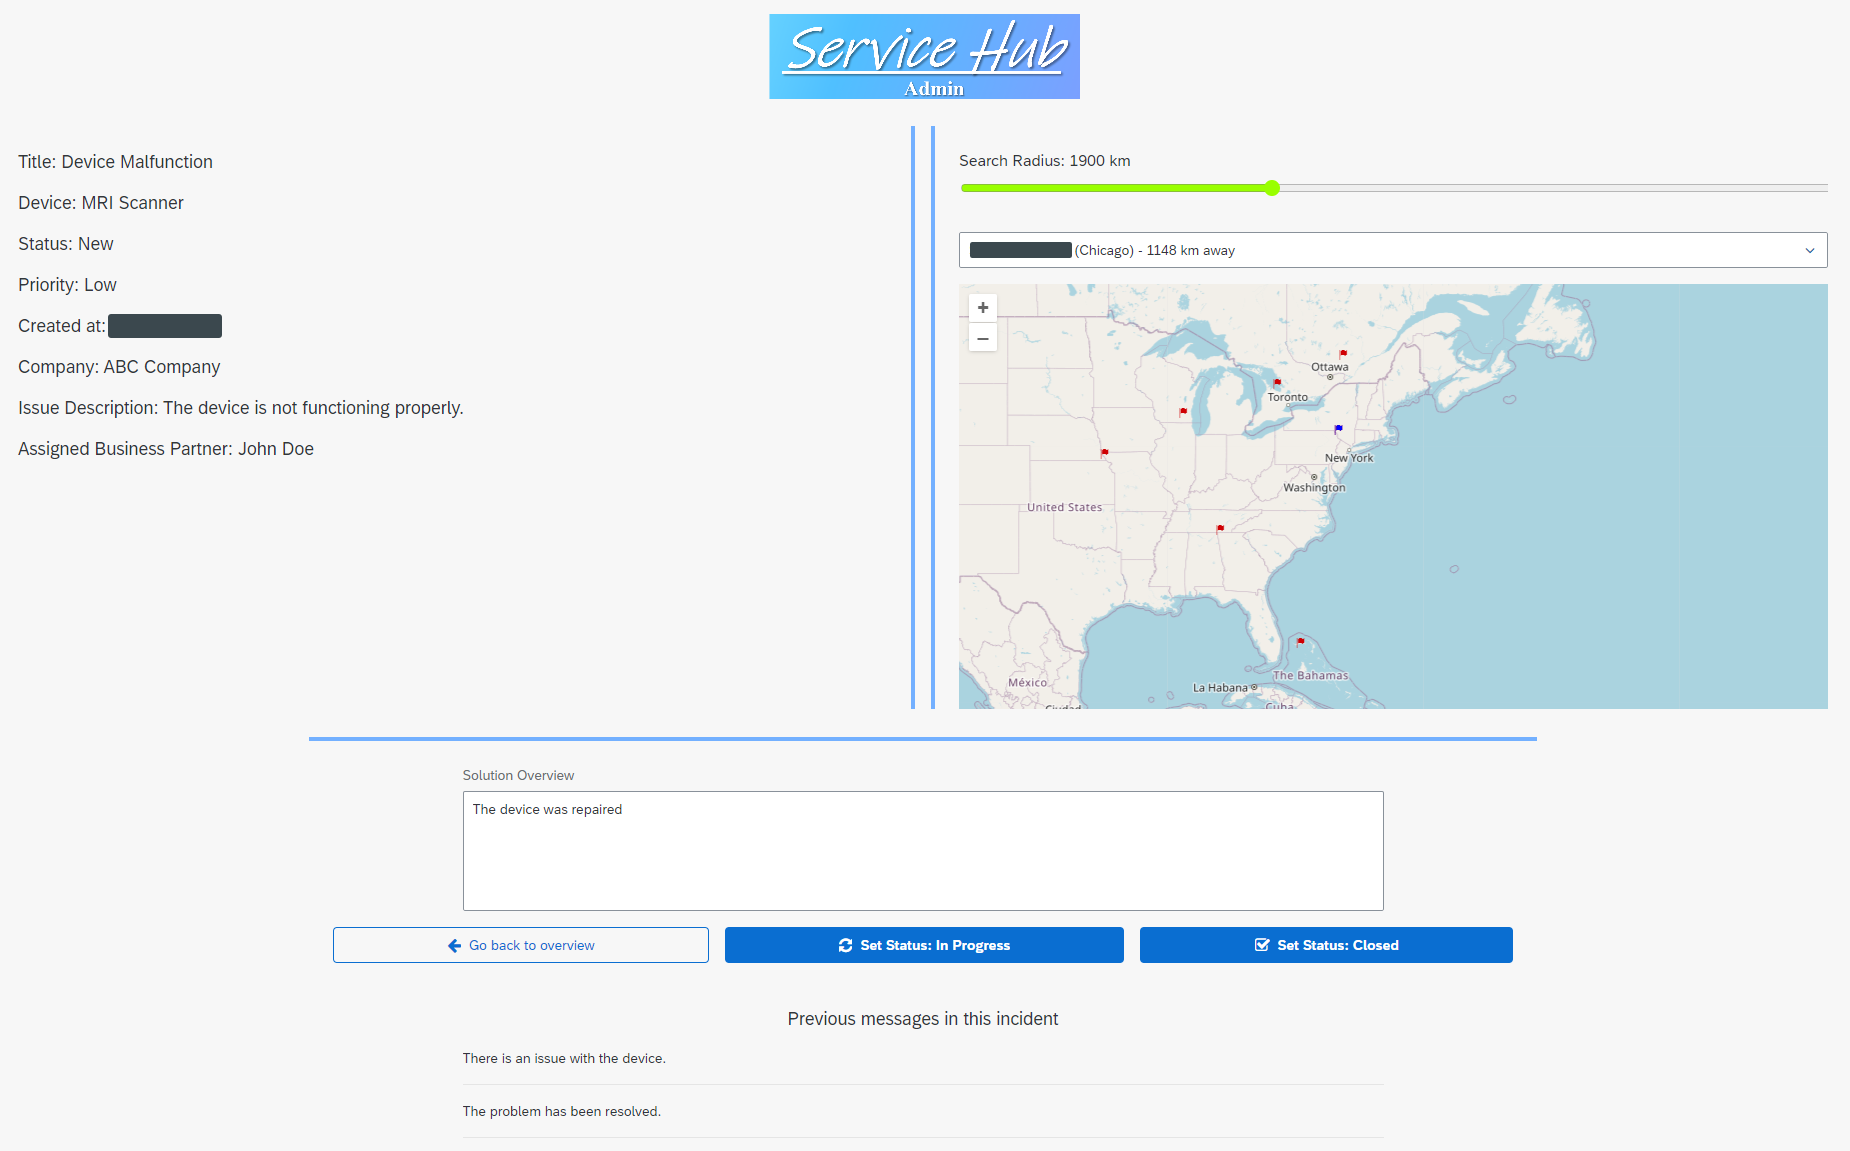 Service Hub
Admin
Title: Device Malfunction
Device: MRI Scanner
Status: New
Priority: Low
Created at:
Company: ABC Company
Issue Description: The device is not functioning properly.
Assigned Business Partner: John Doe
Search Radius: 1900 km
(Chicago) - 1148 km away
+
−
Ottawa
Toronto
New York
Washington
United States
The Bahamas
La Habana
México
Cuba
Ciudad
Solution Overview
The device was repaired
Go back to overview
Set Status: In Progress
Set Status: Closed
Previous messages in this incident
There is an issue with the device.
The problem has been resolved.